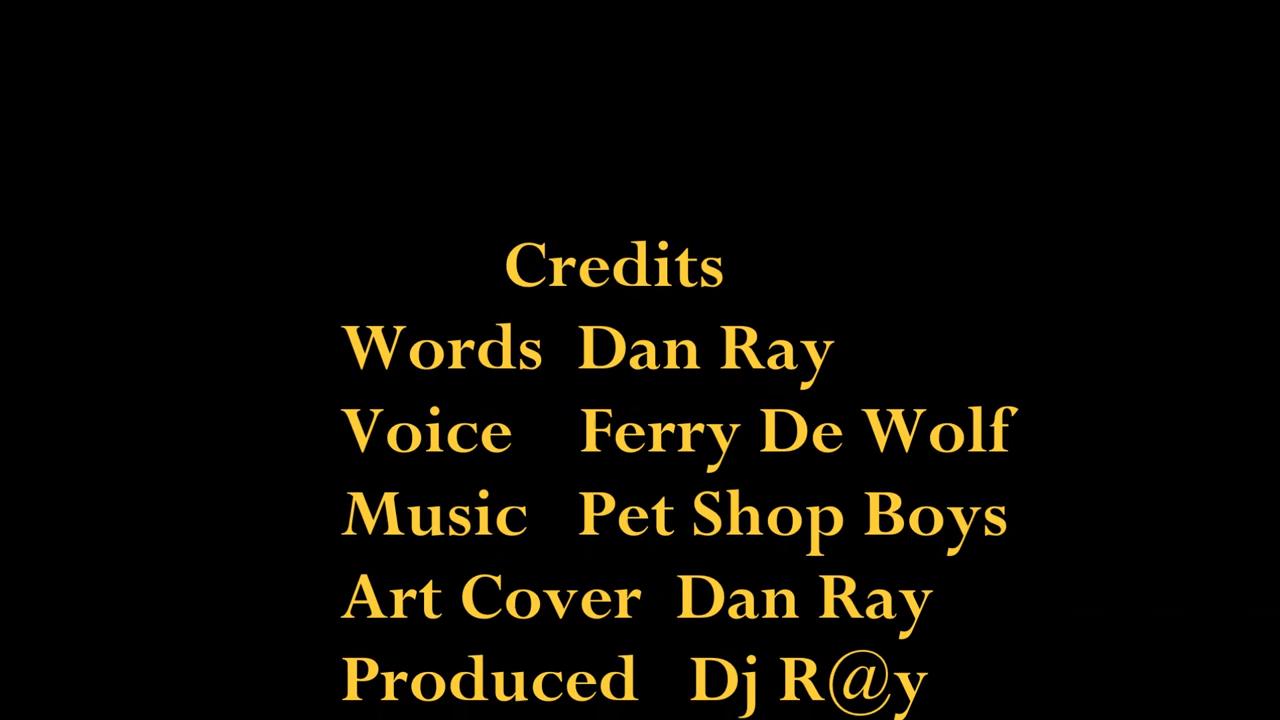 Credits
Words Dan Ray
Voice Ferry De Wolf
Music Pet Shop Boys
Art Cover Dan Ray
Produced Dj R@y